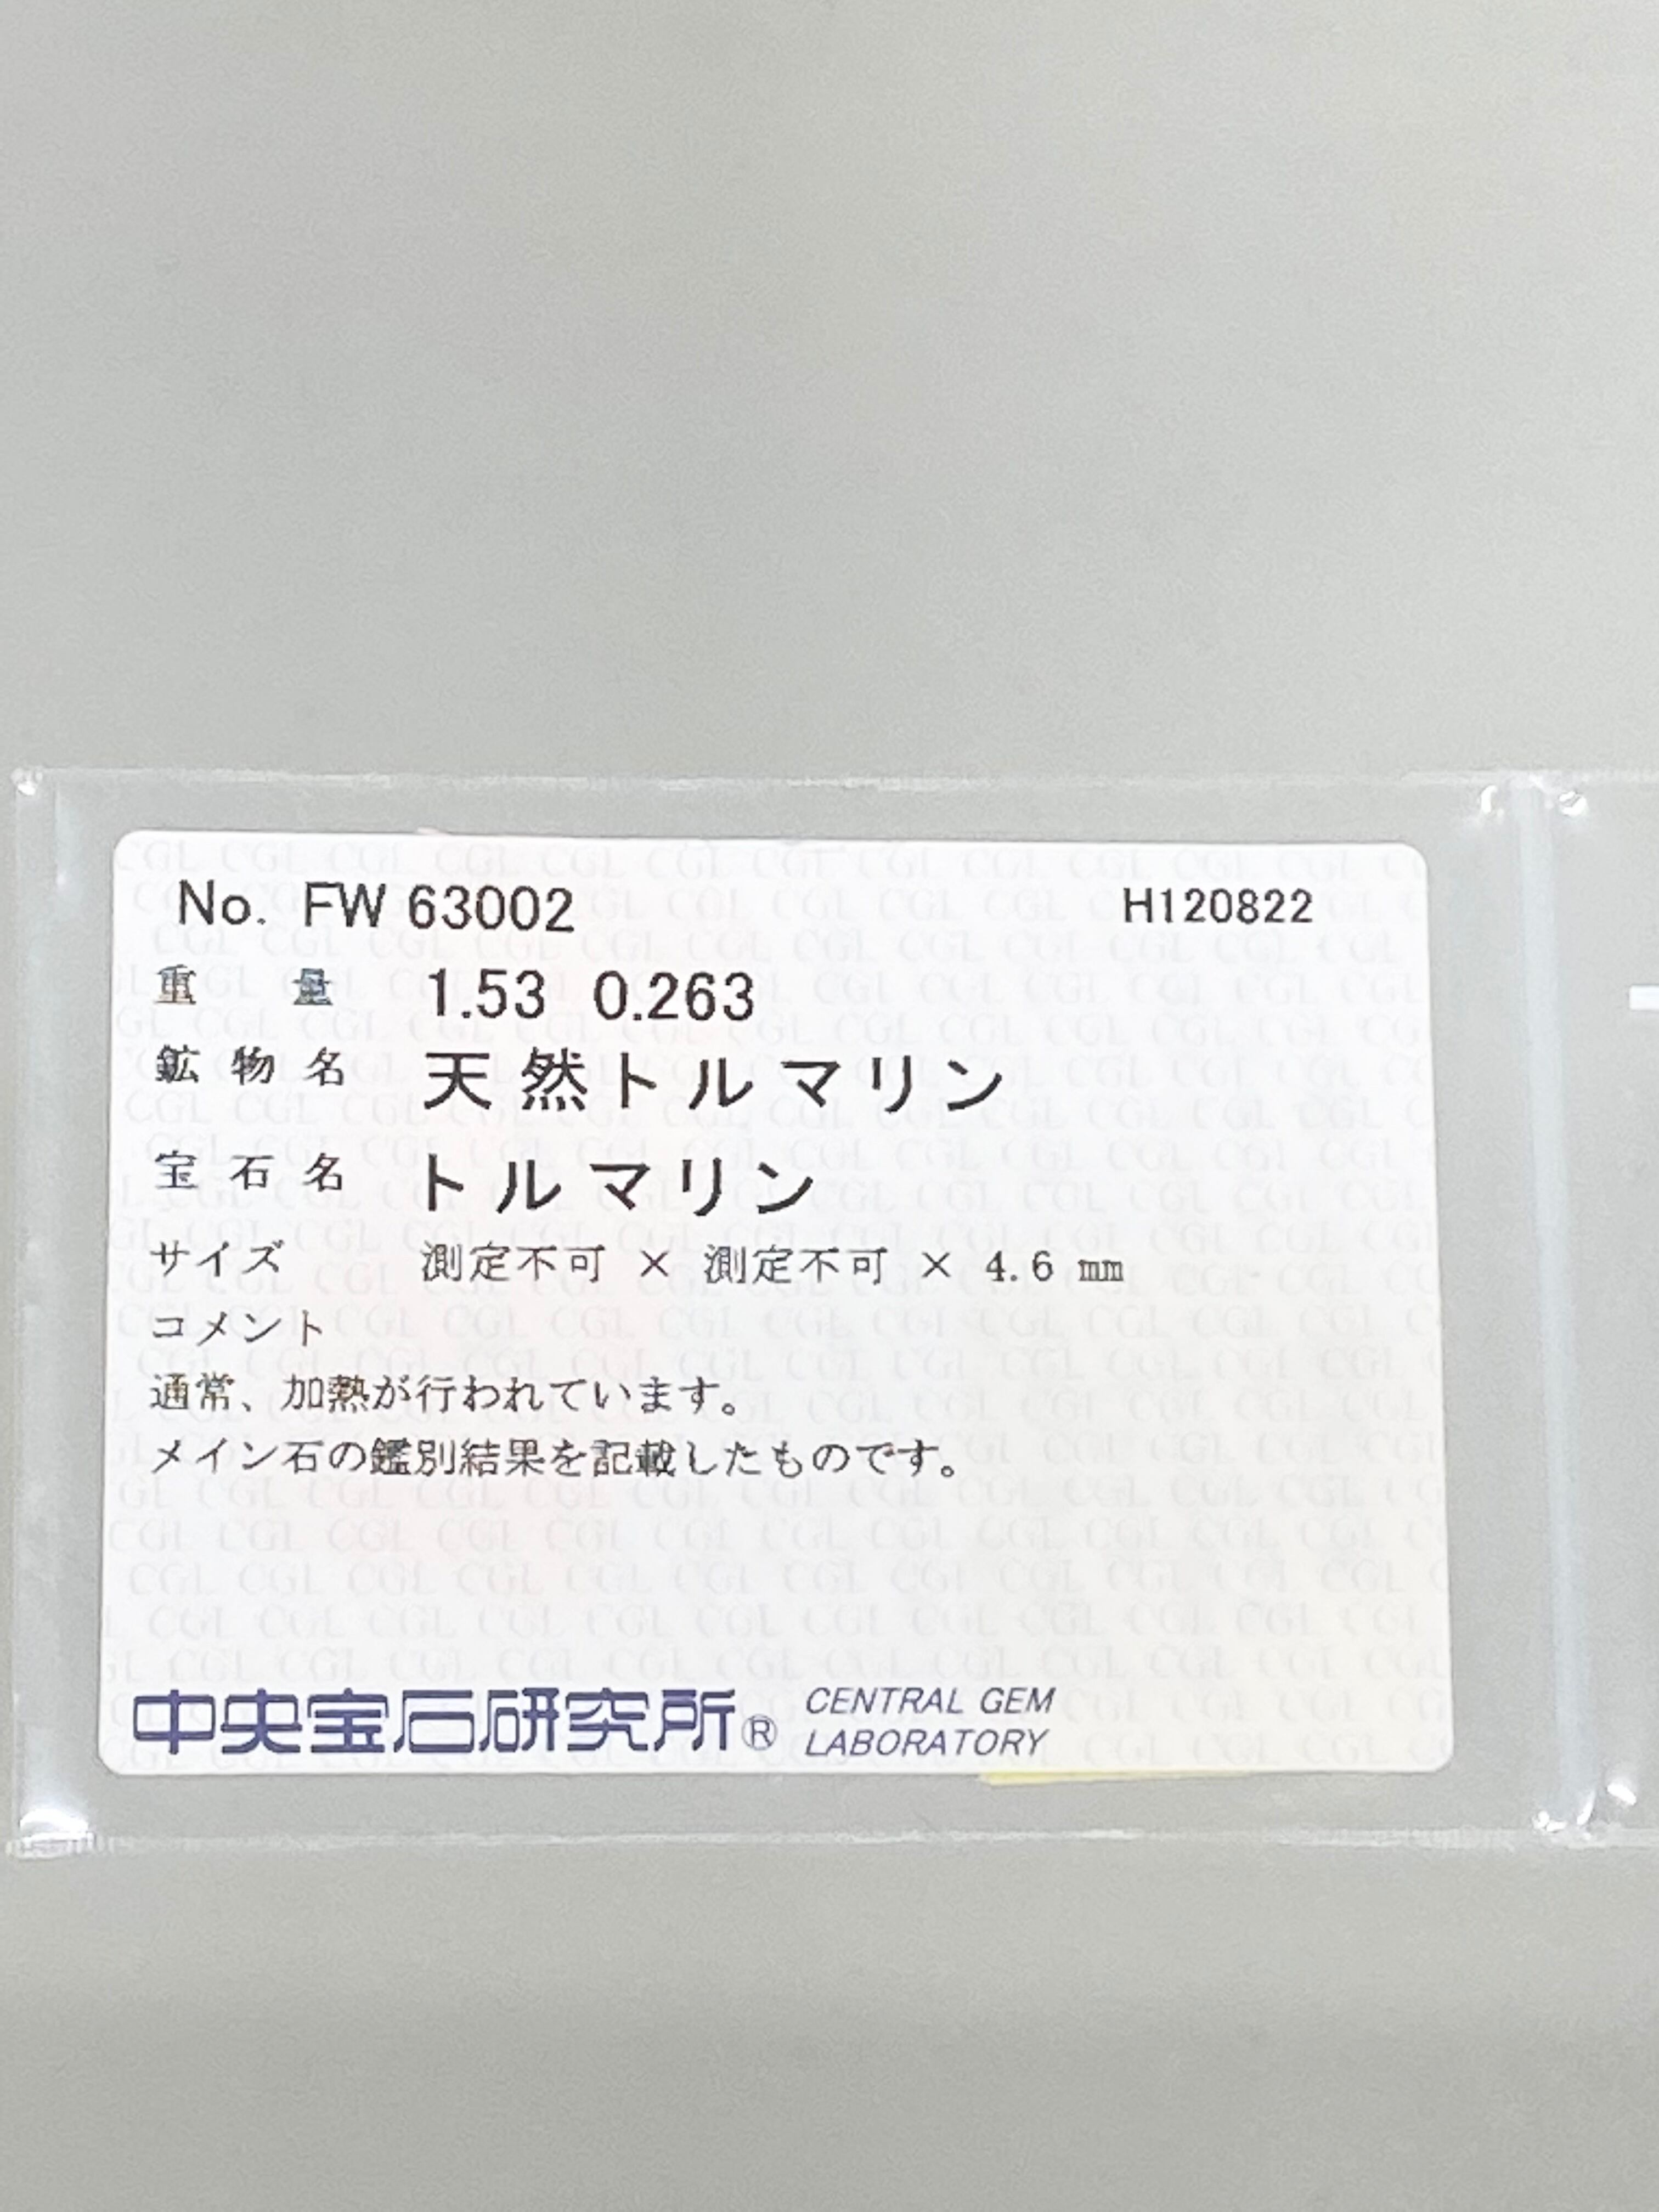 No. FW 63002 H120822
重量 1.53 0.263
鉱物名 天然トルマリン
宝石名 トルマリン
サイズ 測定不可 × 測定不可 × 4.6 mm
コメント
通常、加熱が行われています。
メイン石の鑑別結果を記載したものです。
中央宝石研究所® CENTRAL GEM
LABORATORY